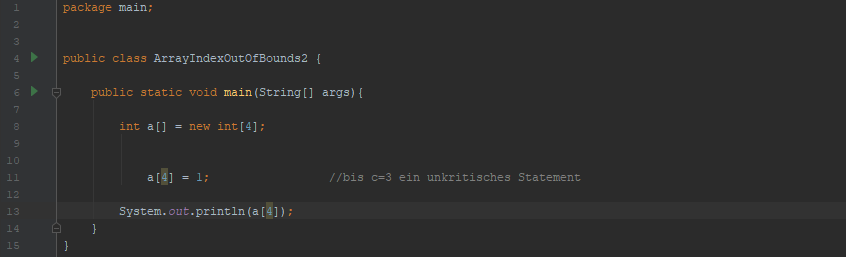 1 package main;
2
3
4 public class ArrayIndexOutOfBounds2 {
5
6 public static void main(String[] args){
7
8 int a[] = new int[4];
9
10
11 a[4] = 1; //bis c=3 ein unkritisches Statement
12
13 System.out.println(a[4]);
14 }
15 }